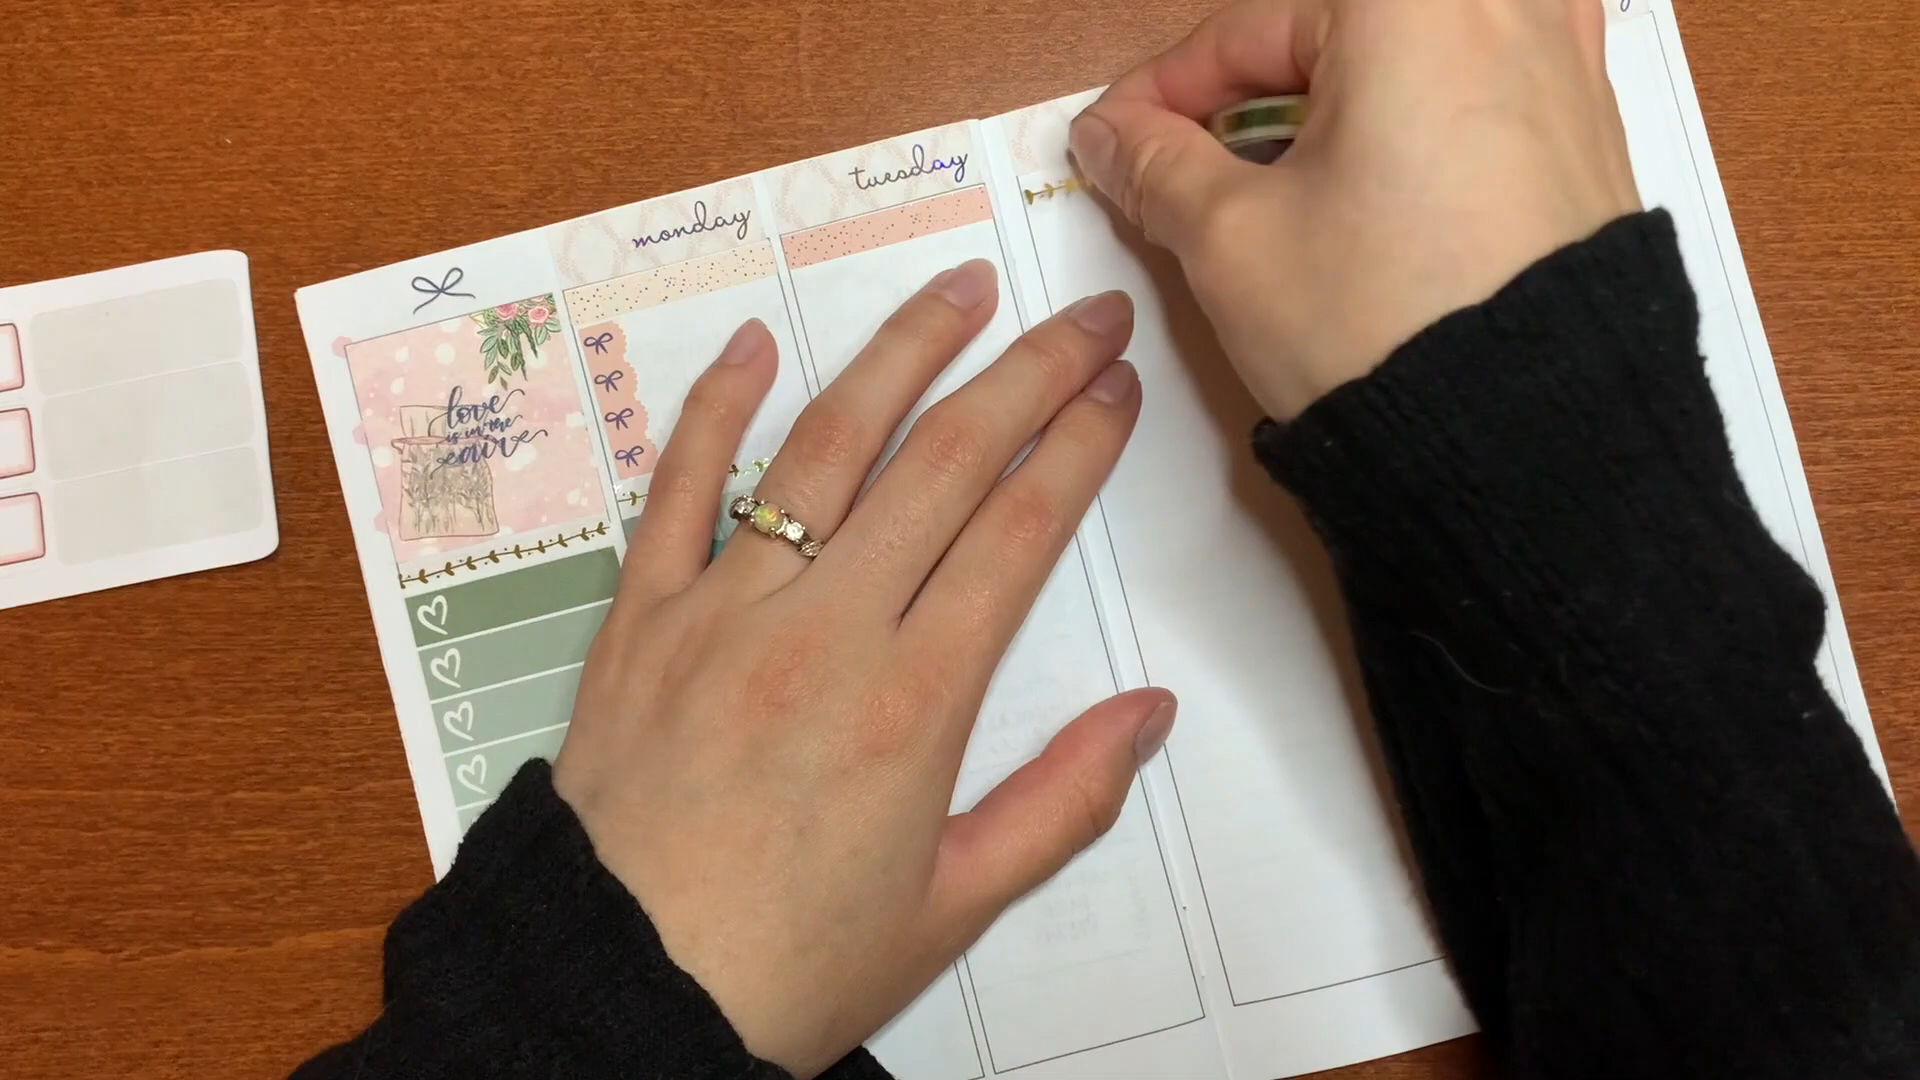 monday
tuesday
love
is in the
air